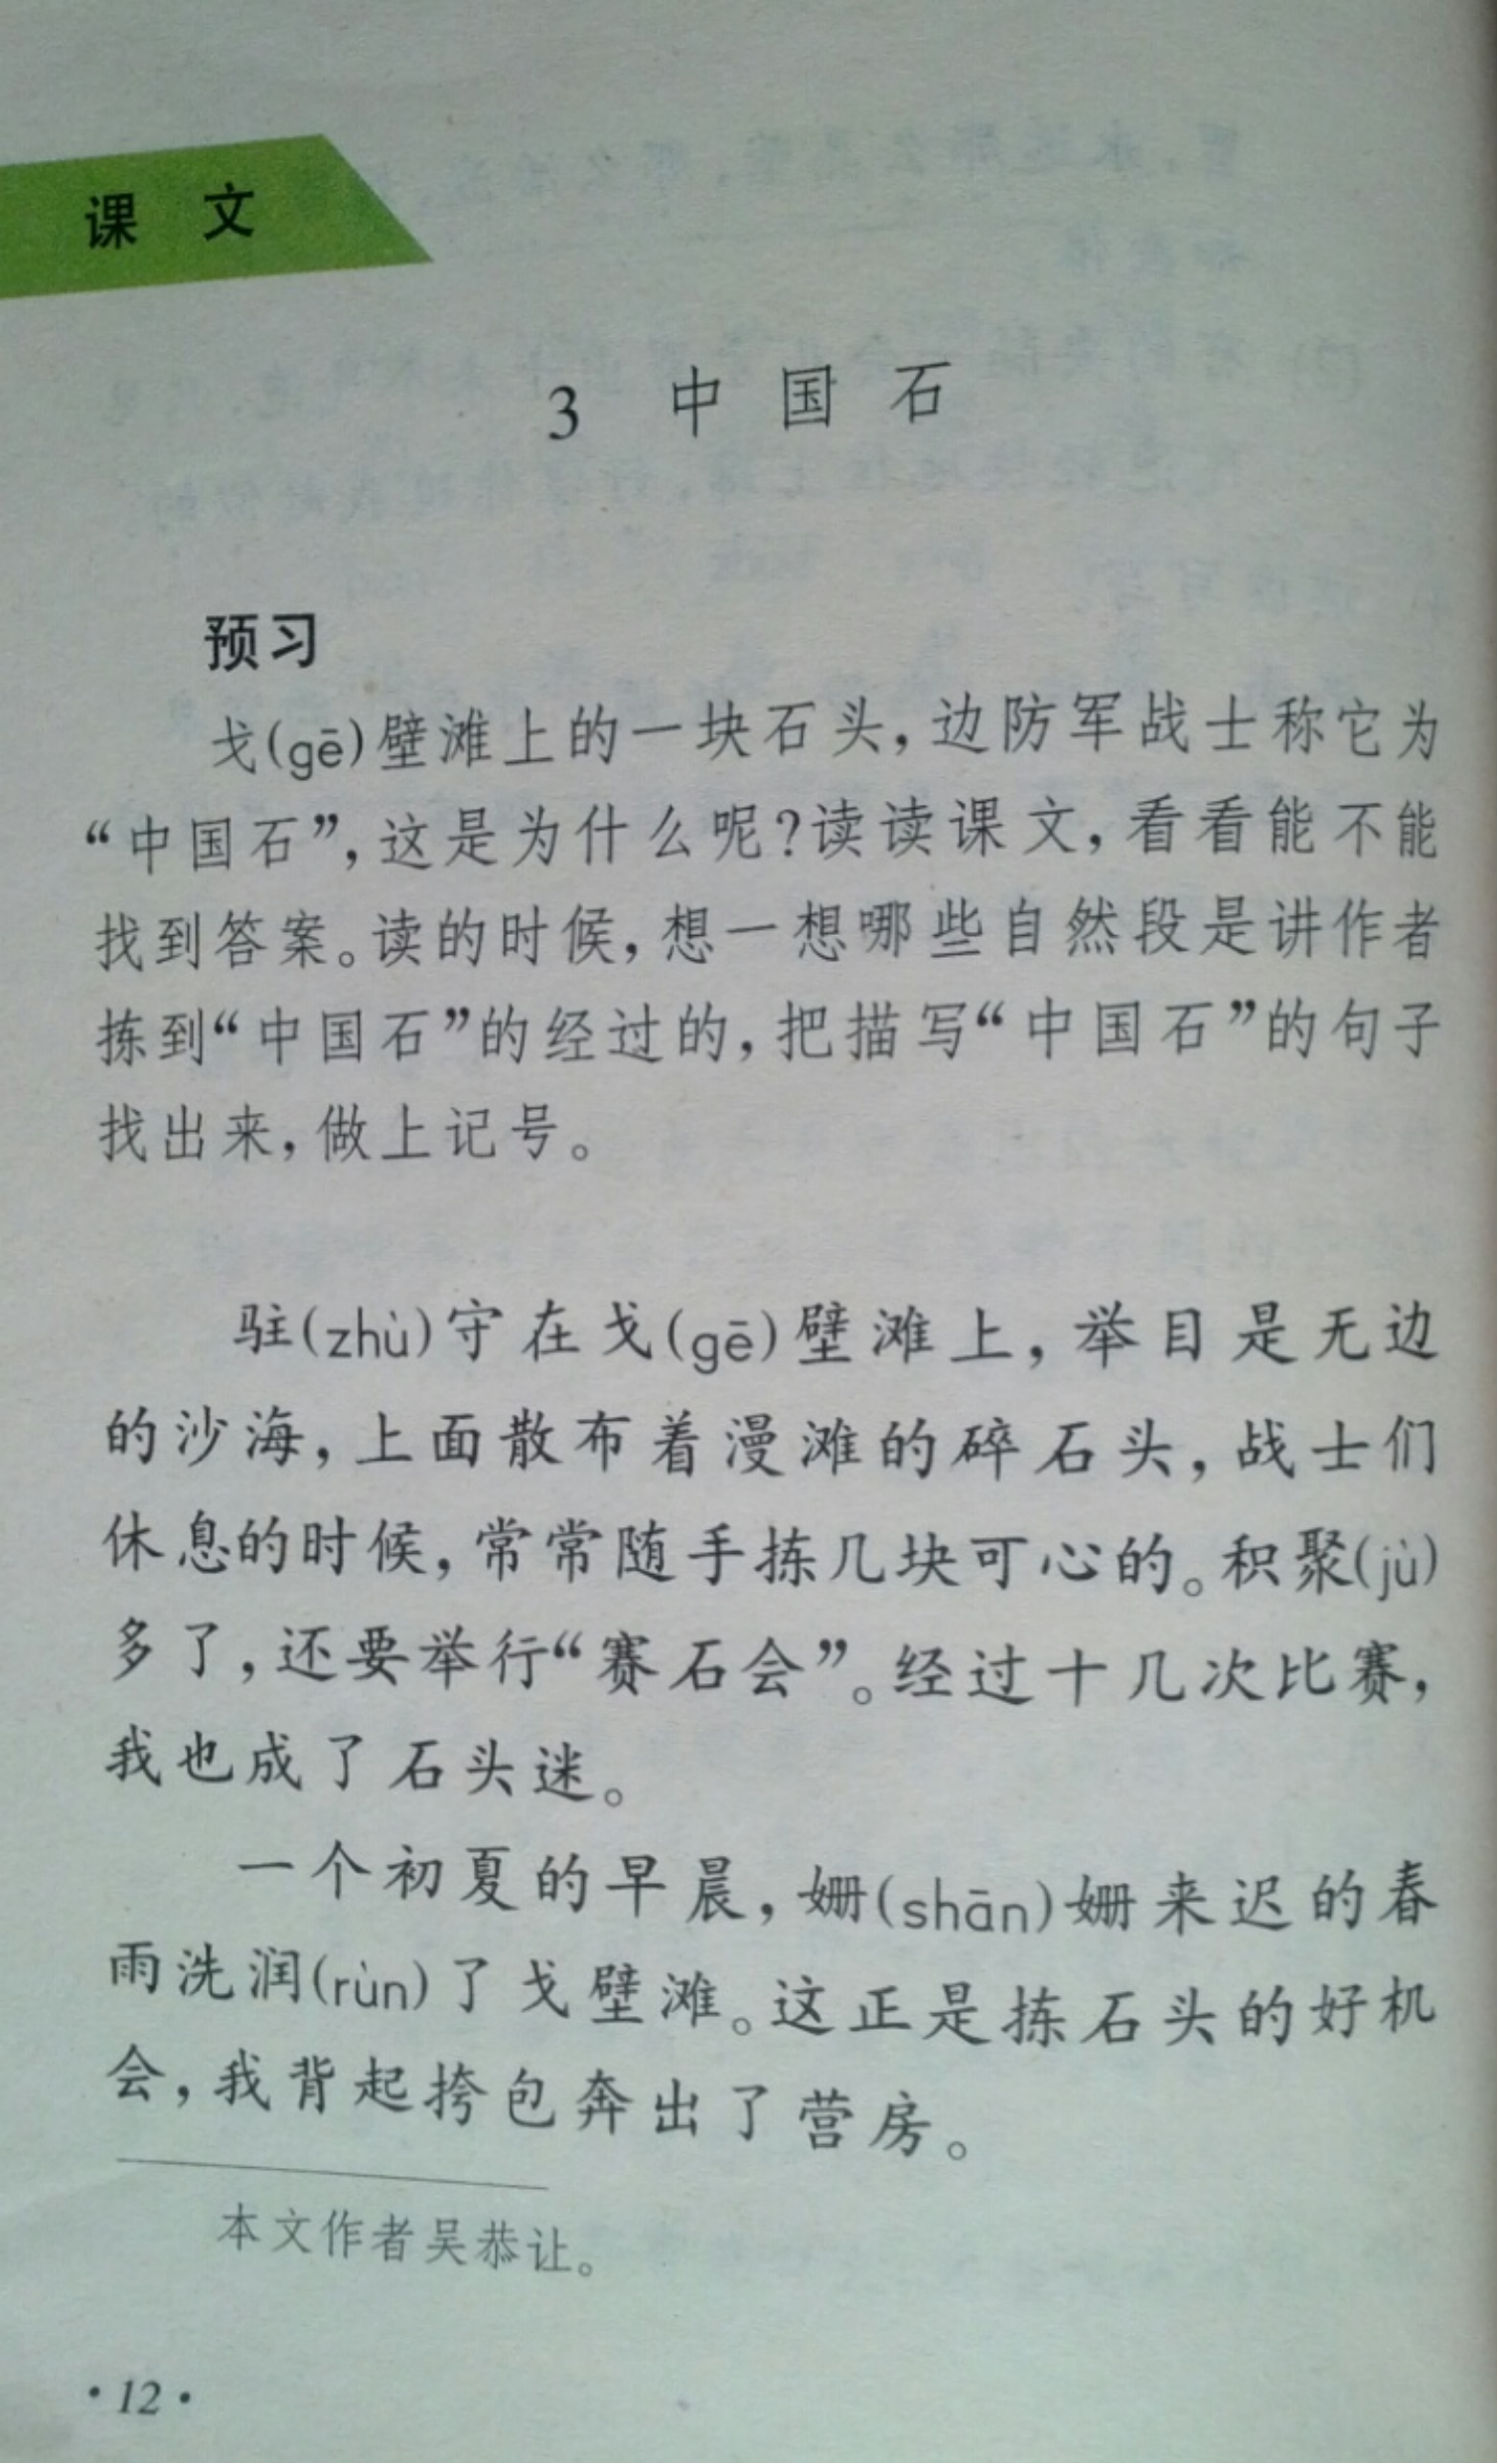 课 文
3 中国石
预习
戈(gē)壁滩上的一块石头，边防军战士称它为
“中国石”，这是为什么呢？读读课文，看看能不能
找到答案。读的时候，想一想哪些自然段是讲作者
拣到“中国石”的经过的，把描写“中国石”的句子
找出来，做上记号。
驻(zhù)守在戈(gē)壁滩上，举目是无边
的沙海，上面散布着漫滩的碎石头，战士们
休息的时候，常常随手拣几块可心的。积聚(jù)
多了，还要举行“赛石会”。经过十几次比赛，
我也成了石头迷。
一个初夏的早晨，姗(shān)姗来迟的春
雨洗润(rùn)了戈壁滩。这正是拣石头的好机
会，我背起挎包奔出了营房。
本文作者吴恭让。
·12·